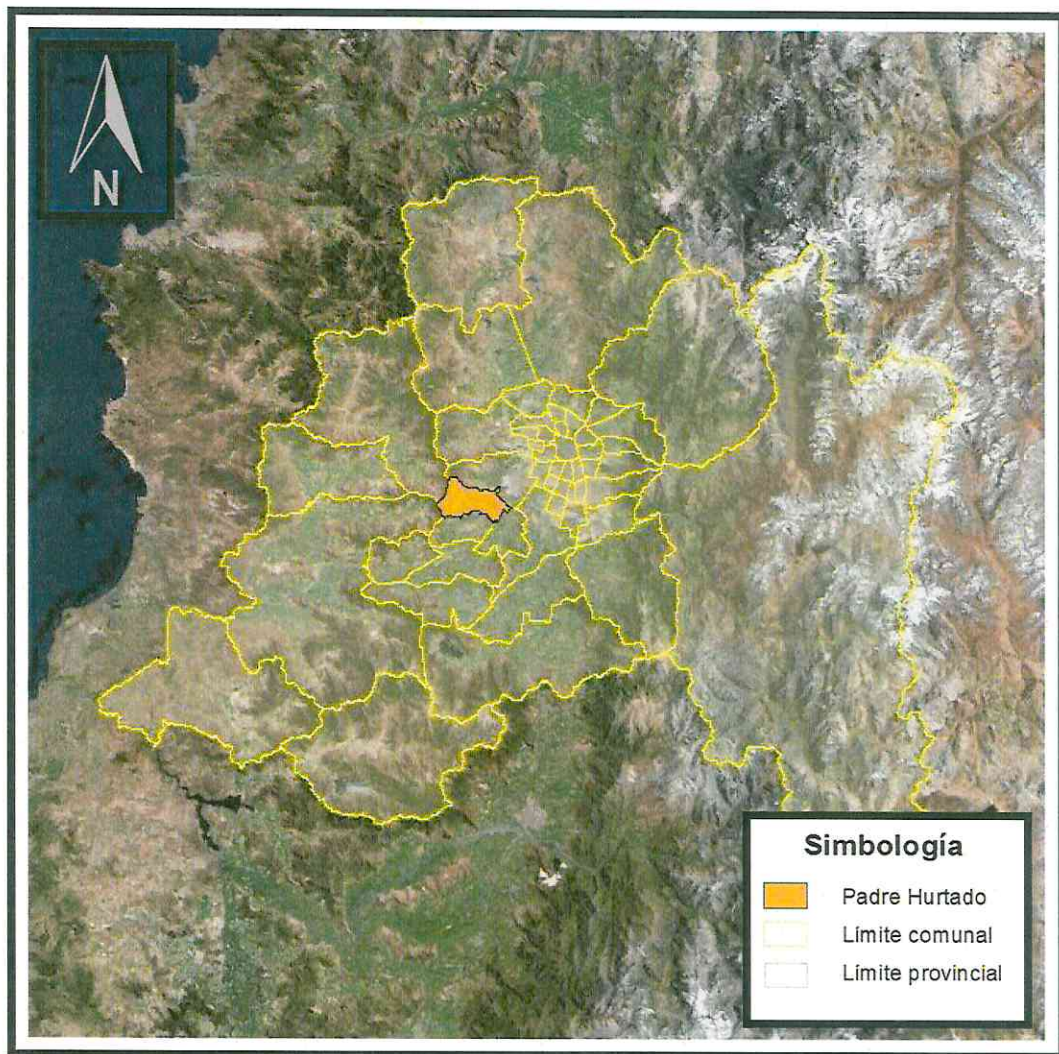 N
Simbología
Padre Hurtado
Límite comunal
Límite provincial